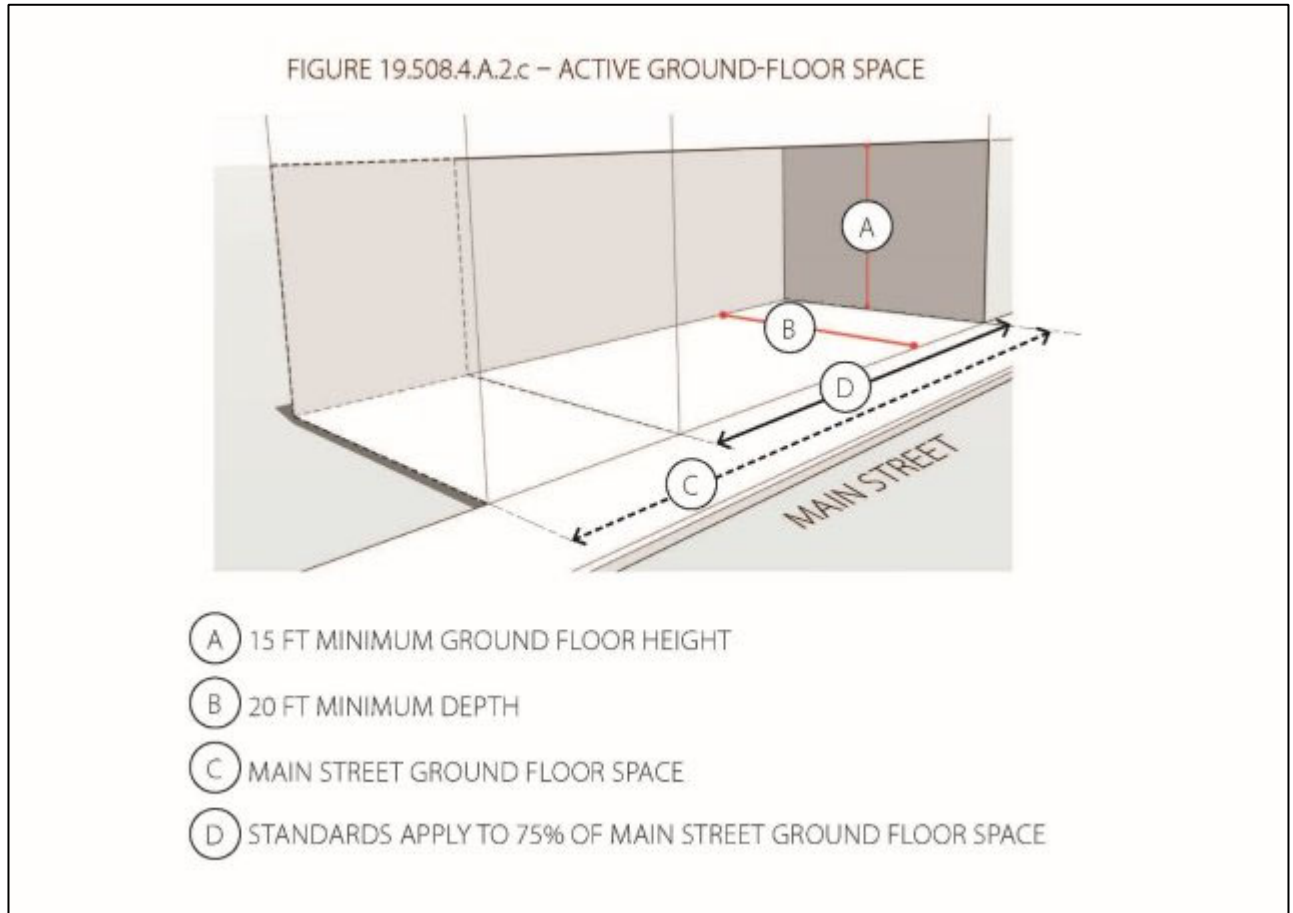 FIGURE 19.508.4.A.2.c – ACTIVE GROUND-FLOOR SPACE
A
B
D
C
MAIN STREET
A 15 FT MINIMUM GROUND FLOOR HEIGHT
B 20 FT MINIMUM DEPTH
C MAIN STREET GROUND FLOOR SPACE
D STANDARDS APPLY TO 75% OF MAIN STREET GROUND FLOOR SPACE